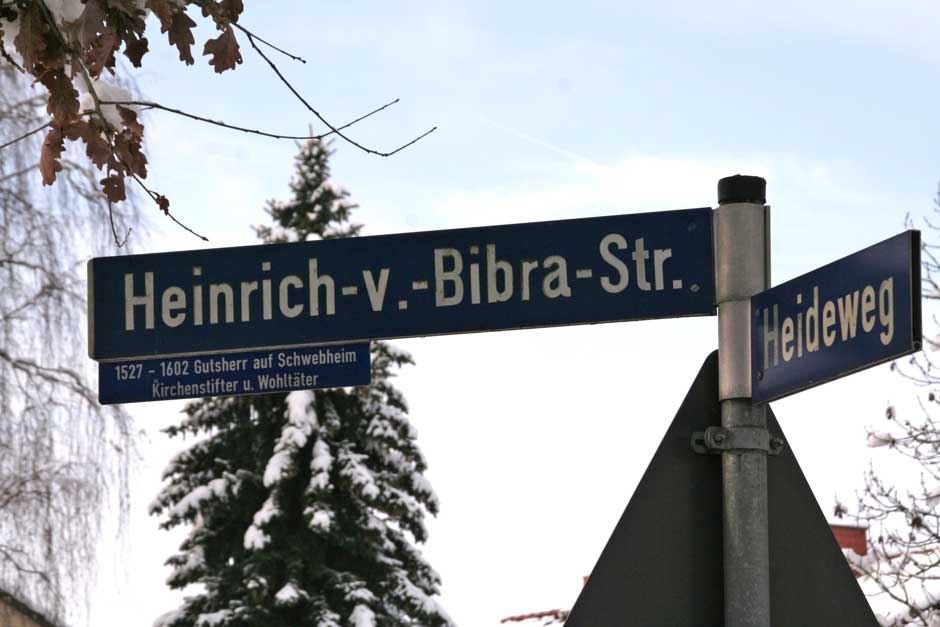 Heinrich-v.-Bibra-Str.
1527 - 1602 Gutsherr auf Schwebheim
Kirchenstifter u. Wohltäter
Heideweg